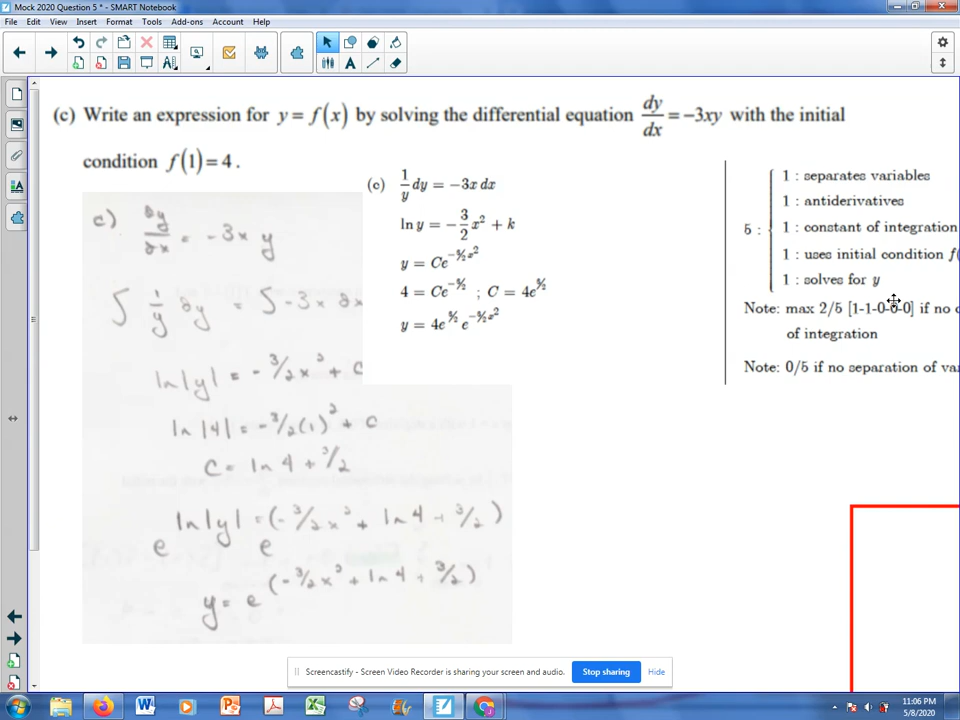 Mock 2020 Question 5 * - SMART Notebook
File Edit View Insert Format Tools Add-ons Account Help
(c) Write an expression for y = f(x) by solving the differential equation dy/dx = -3xy with the initial
condition f(1) = 4 .
(c) 1/y dy = -3x dx
ln y = -3/2 x² + k
y = Ce^(-3/2 x²)
4 = Ce^(-3/2) ; C = 4e^(3/2)
y = 4e^(3/2) e^(-3/2 x²)
5 :
1 : separates variables
1 : antiderivatives
1 : constant of integration
1 : uses initial condition
1 : solves for y
Note: max 2/5 [1-1-0-0-0] if no
of integration
Note: 0/5 if no separation of
c) dy/dx = -3x y
∫ 1/y dy = ∫ -3x dx
ln|y| = -3/2 x² + C
ln|4| = -3/2 (1)² + C
C = ln 4 + 3/2
ln|y| = (-3/2 x² + ln 4 + 3/2)
e e
y = e^(-3/2 x² + ln 4 + 3/2)
Screencastify - Screen Video Recorder is sharing your screen and audio. Stop sharing Hide
11:06 PM
5/8/2020